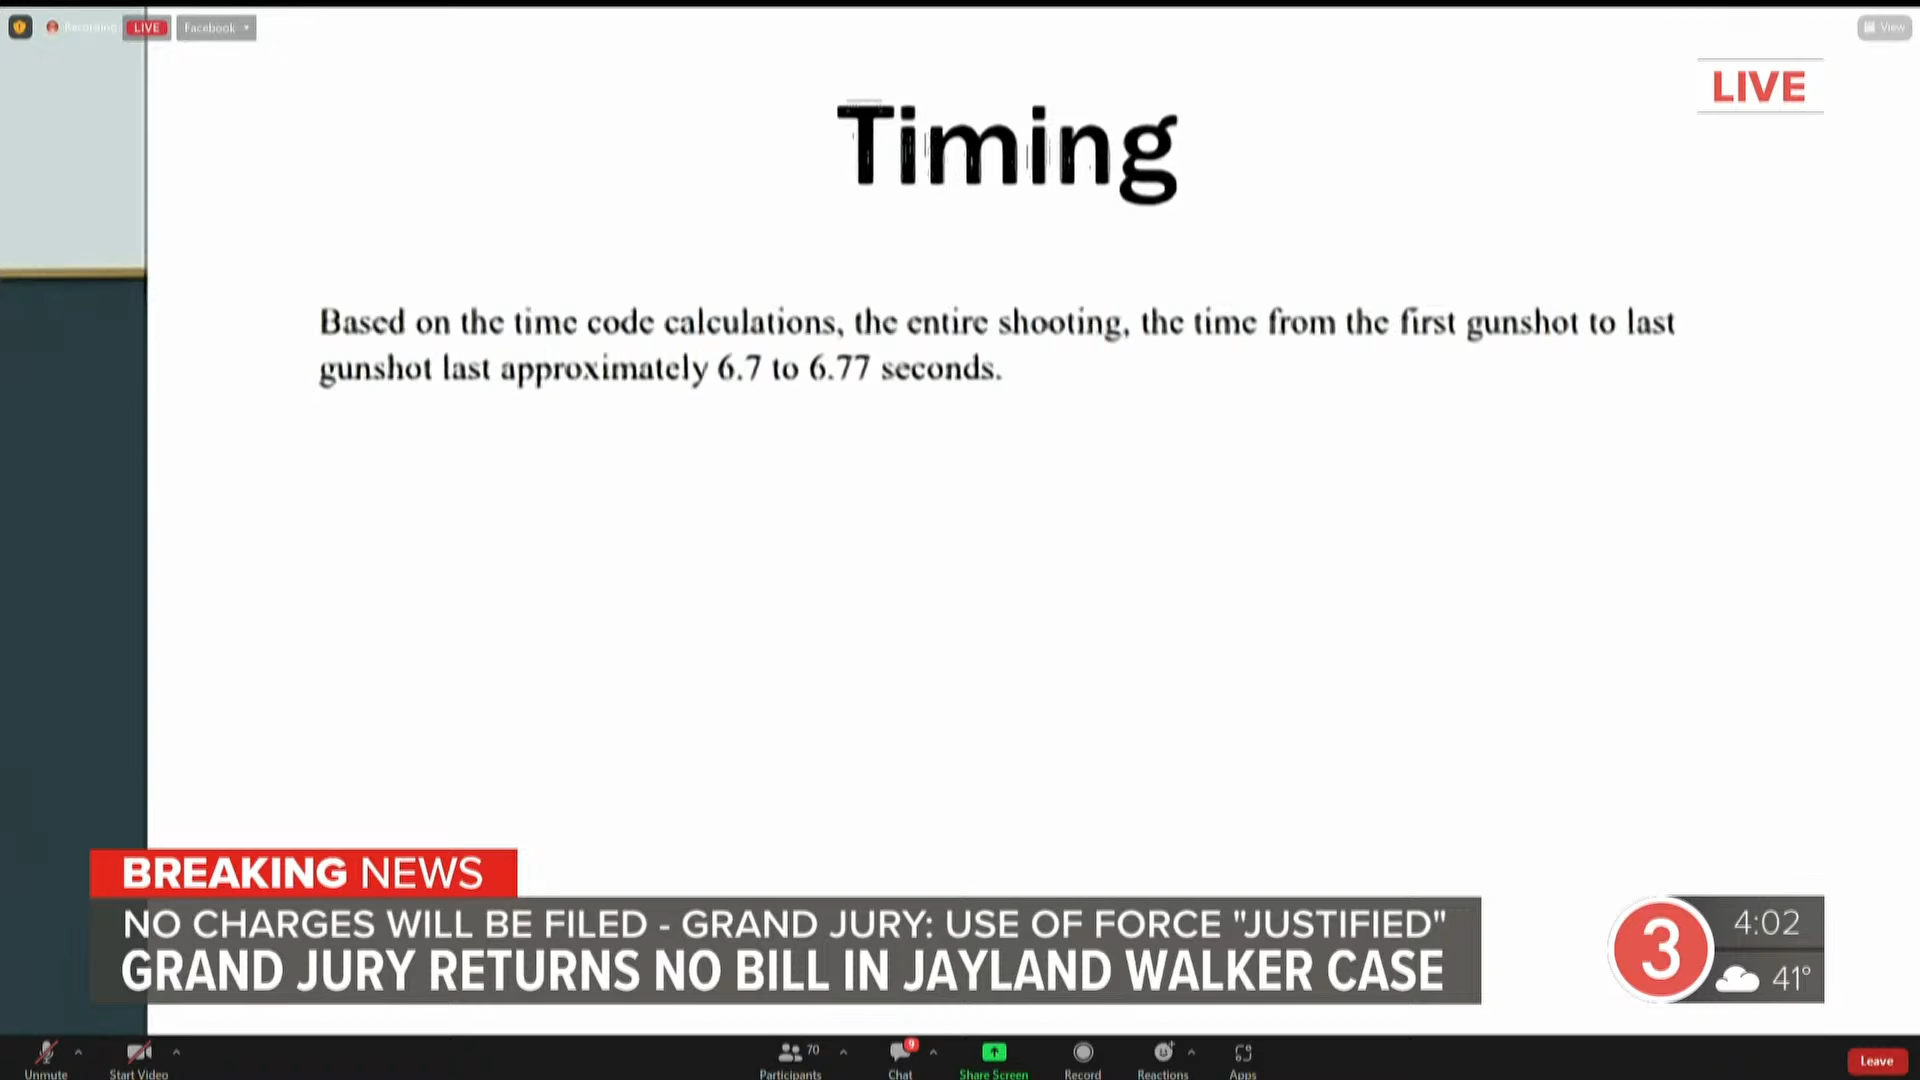 Recording
LIVE
Facebook
View
LIVE
Timing
Based on the time code calculations, the entire shooting, the time from the first gunshot to last
gunshot last approximately 6.7 to 6.77 seconds.
BREAKING NEWS
NO CHARGES WILL BE FILED - GRAND JURY: USE OF FORCE "JUSTIFIED"
GRAND JURY RETURNS NO BILL IN JAYLAND WALKER CASE
3
4:02
41°
Unmute
Start Video
70
Participants
9
Chat
Share Screen
Record
Reactions
Apps
Leave